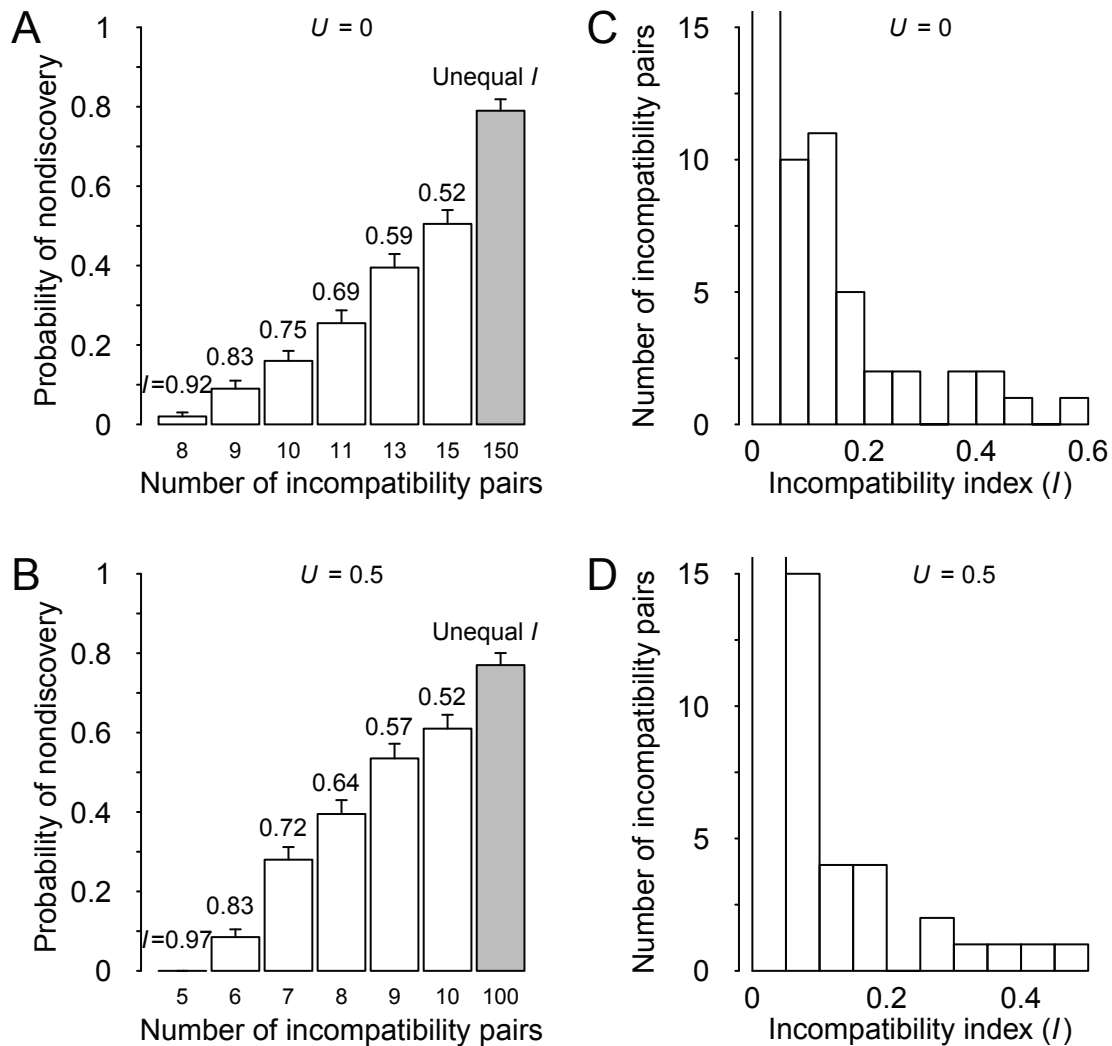 A
U = 0
Probability of nondiscovery
1
0.8
0.6
0.4
0.2
0
I=0.92
0.83
0.75
0.69
0.59
0.52
Unequal I
8 9 10 11 13 15 150
Number of incompatibility pairs
C
U = 0
Number of incompatibility pairs
15
10
5
0
0 0.2 0.4 0.6
Incompatibility index (I)
B
U = 0.5
Probability of nondiscovery
1
0.8
0.6
0.4
0.2
0
I=0.97
0.83
0.72
0.64
0.57
0.52
Unequal I
5 6 7 8 9 10 100
Number of incompatibility pairs
D
U = 0.5
Number of incompatibility pairs
15
10
5
0
0 0.2 0.4
Incompatibility index (I)